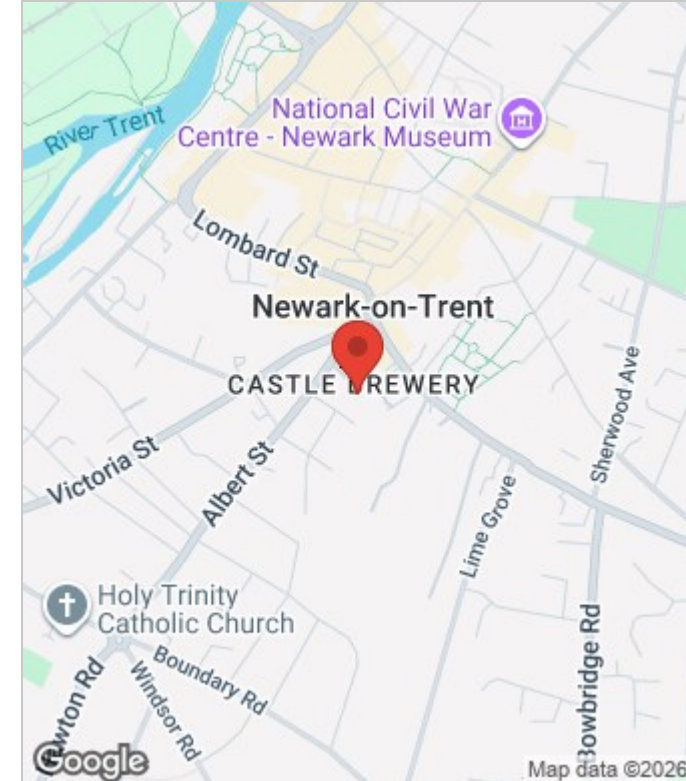 River Trent
National Civil War
Centre - Newark Museum
Lombard St
Newark-on-Trent
CASTLE BREWERY
Sherwood Ave
Victoria St
Albert St
Lime Grove
Holy Trinity
Catholic Church
Boundary Rd
Windsor Rd
Bowbridge Rd
Google
Map data ©2026